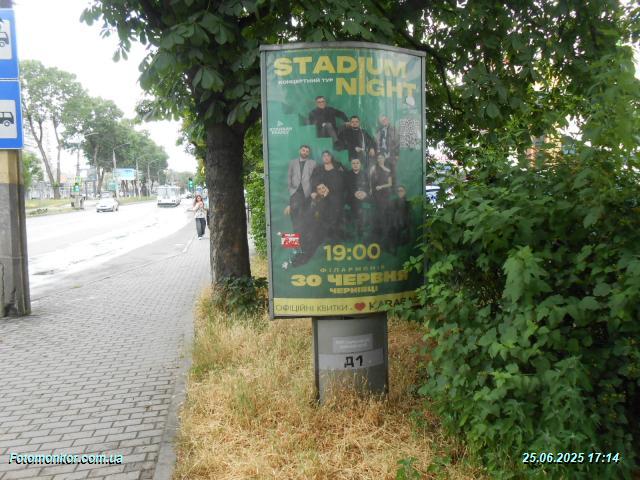 STADIUM
NIGHT
КОНЦЕРТНИЙ ТУР
19:00
ФІЛАРМОНІЯ
30 ЧЕРВНЯ
ЧЕРНІВЦІ
ОФІЦІЙНІ КВИТКИ
Д1
Fotomonitor.com.ua
25.06.2025 17:14